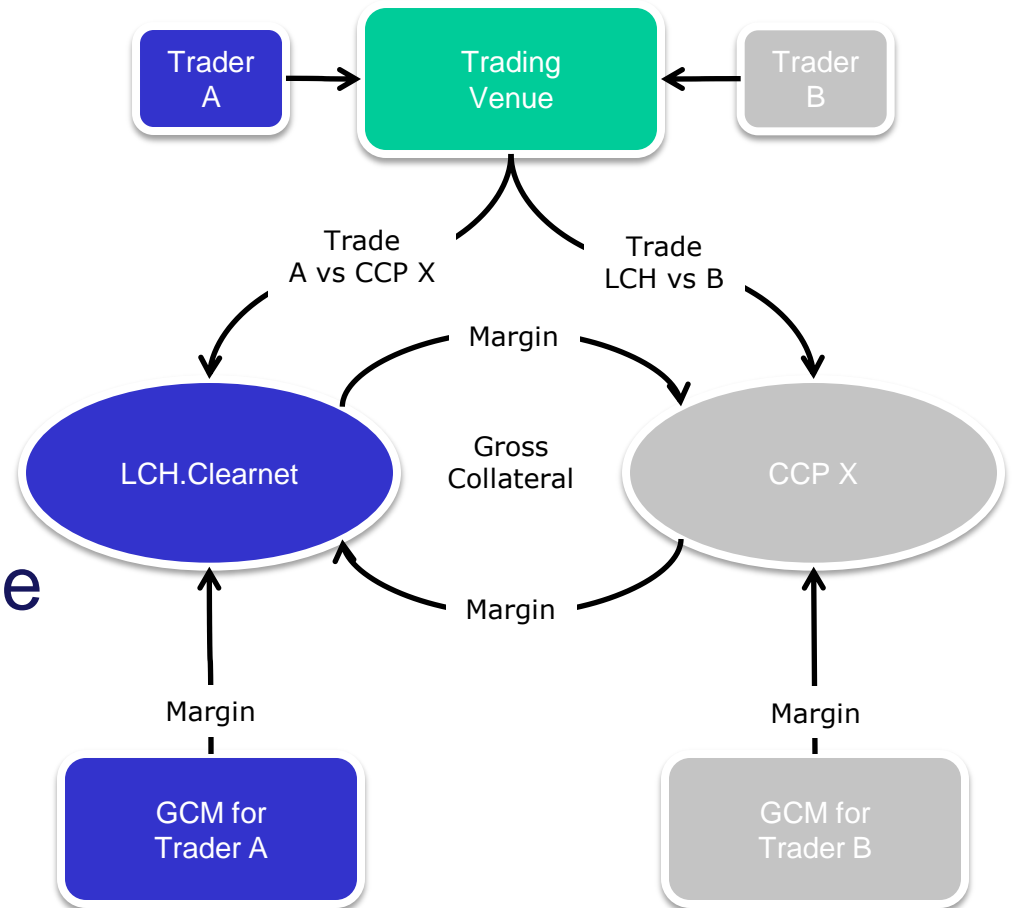 Trader
A
Trading
Venue
Trader
B
Trade
A vs CCP X
Trade
LCH vs B
Margin
LCH.Clearnet
Gross
Collateral
CCP X
e
Margin
Margin
Margin
GCM for
Trader A
GCM for
Trader B